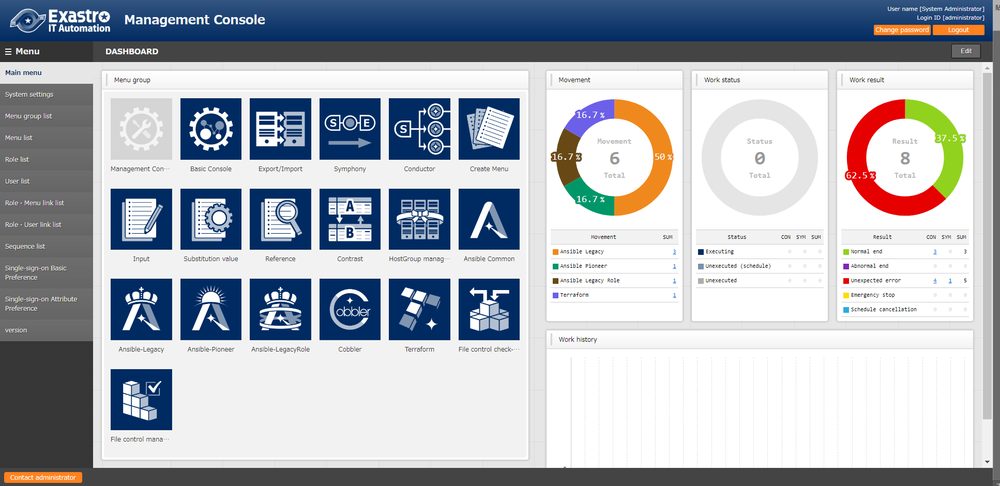 Exastro
IT Automation
Management Console
User name [System Administrator]
Login ID [administrator]
Change password
Logout
Menu
DASHBOARD
Edit
Main menu
System settings
Menu group list
Menu list
Role list
User list
Role・Menu link list
Role・User link list
Sequence list
Single-sign-on Basic
Preference
Single-sign-on Attribute
Preference
version
Menu group
Management Con…
Basic Console
Export/Import
S O E
Symphony
S
Conductor
Create Menu
Input
Substitution value
Reference
A
B
Contrast
HostGroup manag…
Ansible Common
Ansible-Legacy
Ansible-Pioneer
Ansible-LegacyRole
Cobbler
Cobbler
Terraform
File control check-…
File control mana…
Movement
16.7 %
16.7 %
50 %
16.7 %
Movement
6
Total
Movement SUM
Ansible Legacy 3
Ansible Pioneer 1
Ansible Legacy Role 1
Terraform 1
Work status
Status
0
Total
Status CON SYM SUM
Executing 0 0 0
Unexecuted (schedule) 0 0 0
Unexecuted 0 0 0
Work result
37.5 %
62.5 %
Result
8
Total
Result CON SYM SUM
Normal end 3 0 3
Abnormal end 0 0 0
Unexpected error 4 1 5
Emergency stop 0 0 0
Schedule cancellation 0 0 0
Work history
Contact administrator